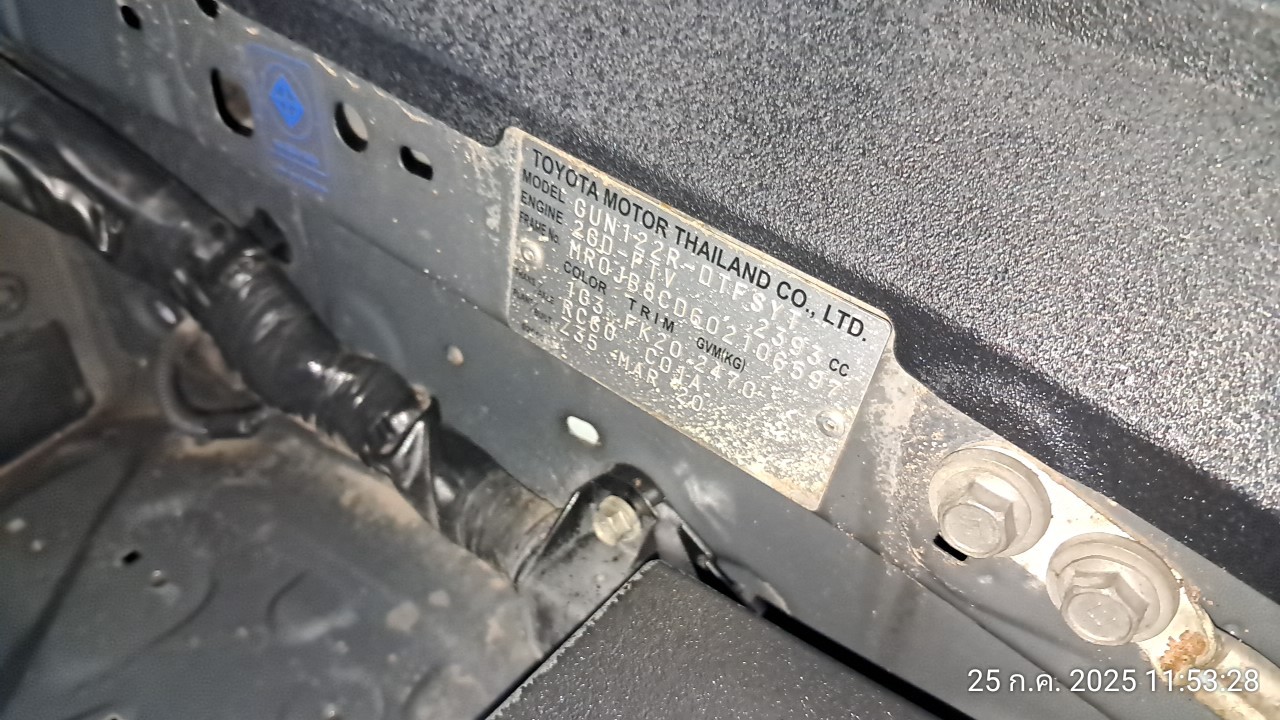 TOYOTA MOTOR THAILAND CO., LTD.
MODEL GUN122R-DTFSYT
ENGINE 2GD-FTV 2393 CC
FRAME No. MR0JB8CD602106597
COLOR TRIM GVM(KG)
1G3 FK20 2470
RC60 C01A
Z35 MAR 20
25 ก.ค. 2025 11:53:28